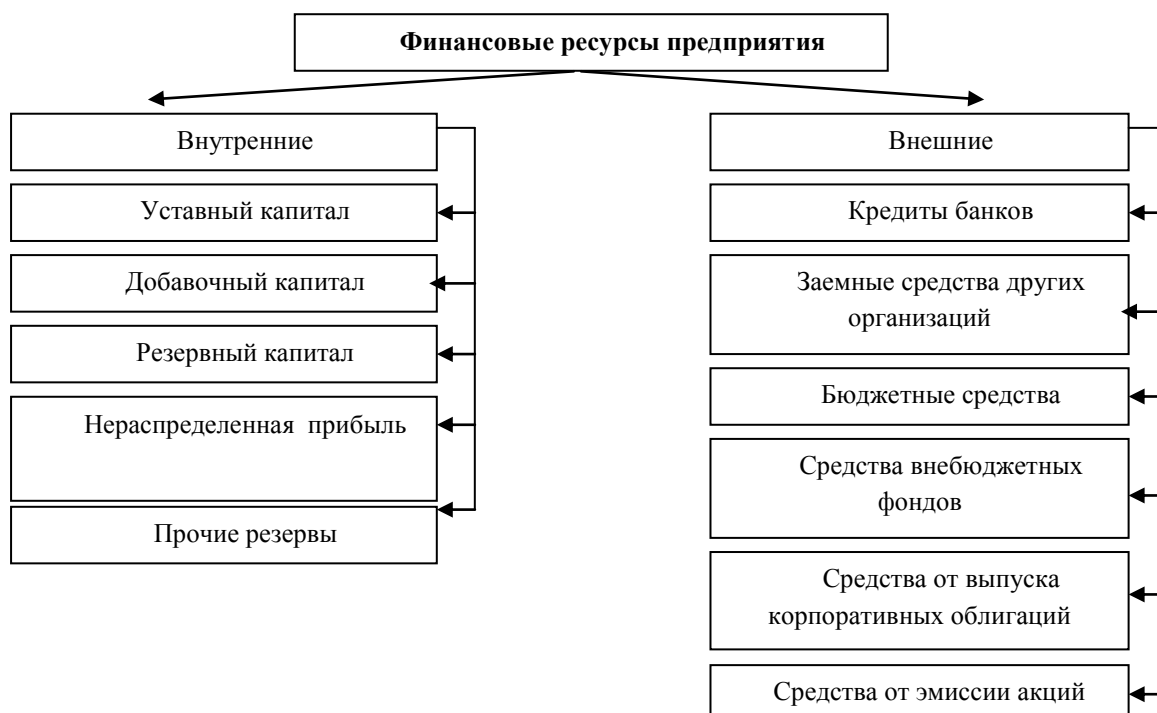 Финансовые ресурсы предприятия
Внутренние
Уставный капитал
Добавочный капитал
Резервный капитал
Нераспределенная прибыль
Прочие резервы
Внешние
Кредиты банков
Заемные средства других
организаций
Бюджетные средства
Средства внебюджетных
фондов
Средства от выпуска
корпоративных облигаций
Средства от эмиссии акций